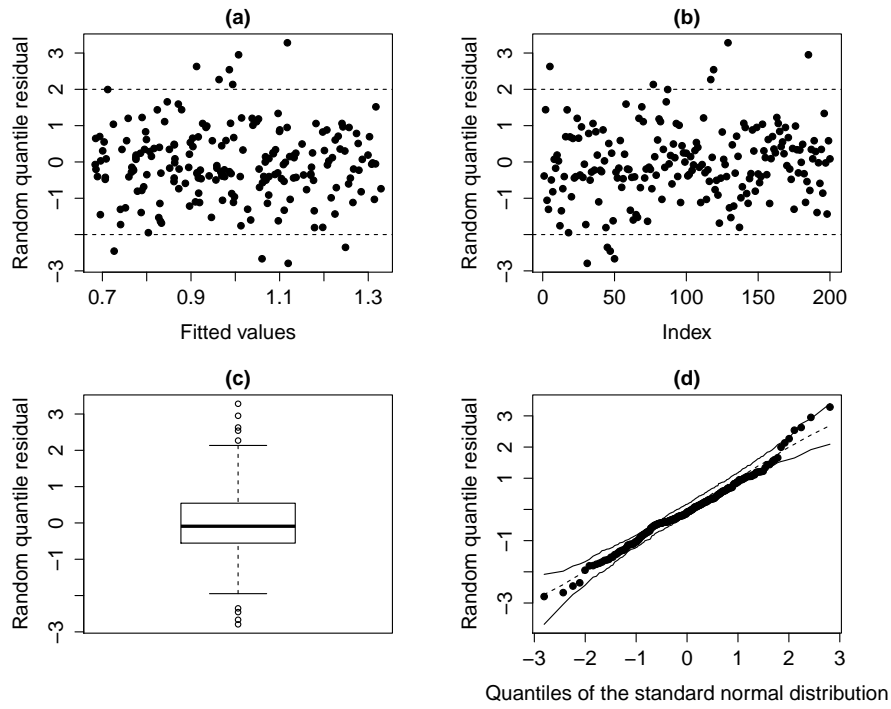 (a)
Random quantile residual
3
2
1
0
−1
−3
0.7 0.9 1.1 1.3
Fitted values
(b)
Random quantile residual
3
2
1
0
−1
−3
0 50 100 150 200
Index
(c)
Random quantile residual
3
2
1
0
−1
−3
(d)
Random quantile residual
3
2
1
−1
−3
−3 −2 −1 0 1 2 3
Quantiles of the standard normal distribution